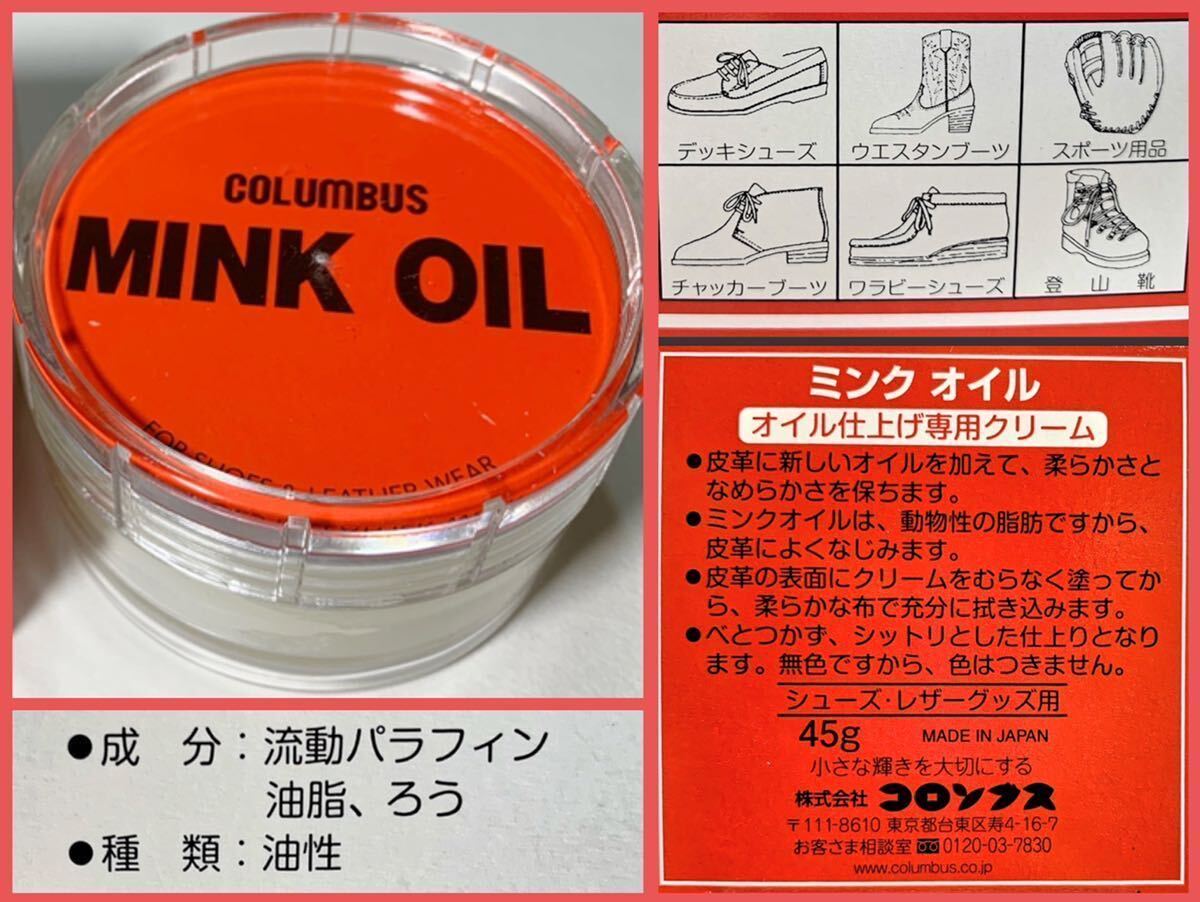 COLUMBUS
MINK OIL
FOR SHOES & LEATHER WEAR
●成 分：流動パラフィン
油脂、ろう
●種 類：油性
デッキシューズ
ウエスタンブーツ
スポーツ用品
チャッカーブーツ
ワラビーシューズ
登山靴
ミンク オイル
オイル仕上げ専用クリーム
●皮革に新しいオイルを加えて、柔らかさと
なめらかさを保ちます。
●ミンクオイルは、動物性の脂肪ですから、
皮革によくなじみます。
●皮革の表面にクリームをむらなく塗ってか
ら、柔らかな布で充分に拭き込みます。
●べとつかず、シットリとした仕上りとなり
ます。無色ですから、色はつきません。
シューズ・レザーグッズ用
45g MADE IN JAPAN
小さな輝きを大切にする
株式会社 コロンブス
〒111-8610 東京都台東区寿4-16-7
お客さま相談室 0120-03-7830
www.columbus.co.jp